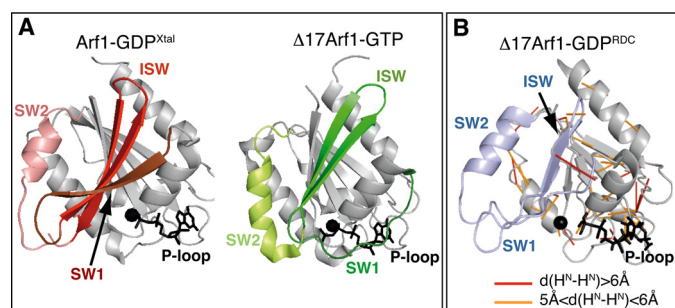 A
Arf1-GDP^Xtal
ISW
SW2
SW1
P-loop
Δ17Arf1-GTP
ISW
SW2
SW1
P-loop
B
Δ17Arf1-GDP^RDC
ISW
SW2
SW1
P-loop
d(H^N-H^N)>6Å
5Å<d(H^N-H^N)<6Å